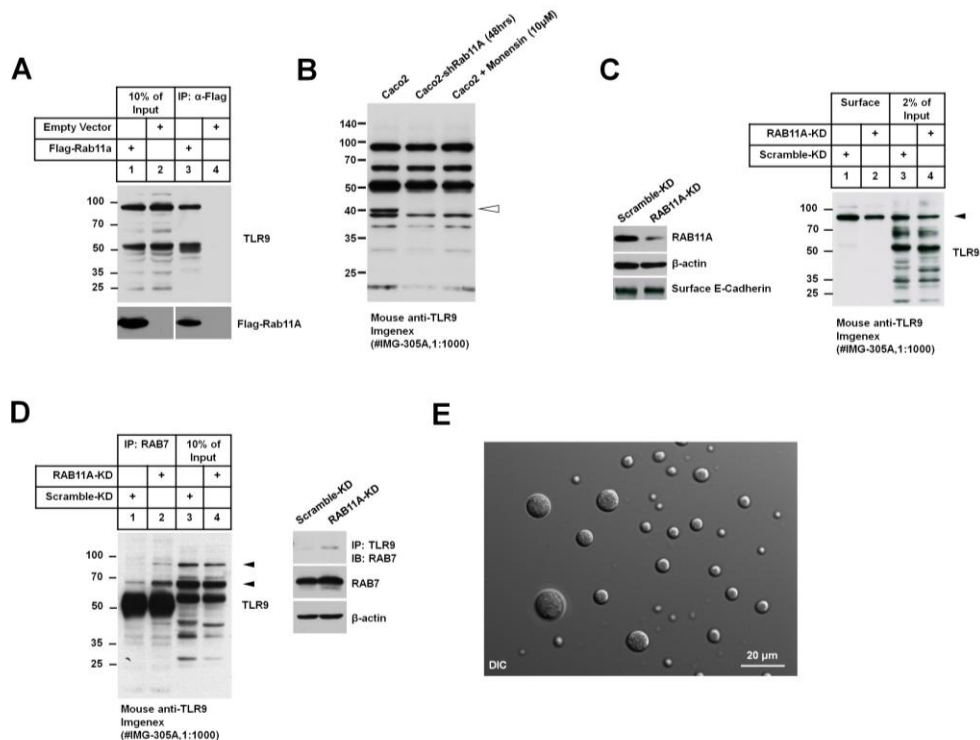 A
10% of Input
IP: α-Flag
Empty Vector + +
Flag-Rab11a + +
1 2 3 4
100
70
50
35
25
TLR9
Flag-Rab11A
B
Caco2
Caco2-shRab11A (48hrs)
Caco2 + Monensin (10μM)
140
100
70
50
40
35
25
Mouse anti-TLR9
Imgenex
(#IMG-305A,1:1000)
C
Scramble-KD
RAB11A-KD
RAB11A
β-actin
Surface E-Cadherin
Surface
2% of Input
RAB11A-KD + +
Scramble-KD + +
1 2 3 4
100
70
50
35
25
TLR9
Mouse anti-TLR9
Imgenex
(#IMG-305A,1:1000)
D
IP: RAB7
10% of Input
RAB11A-KD + +
Scramble-KD + +
1 2 3 4
100
70
50
35
25
TLR9
Mouse anti-TLR9
Imgenex
(#IMG-305A,1:1000)
Scramble-KD
RAB11A-KD
IP: TLR9
IB: RAB7
RAB7
β-actin
E
DIC
20 μm